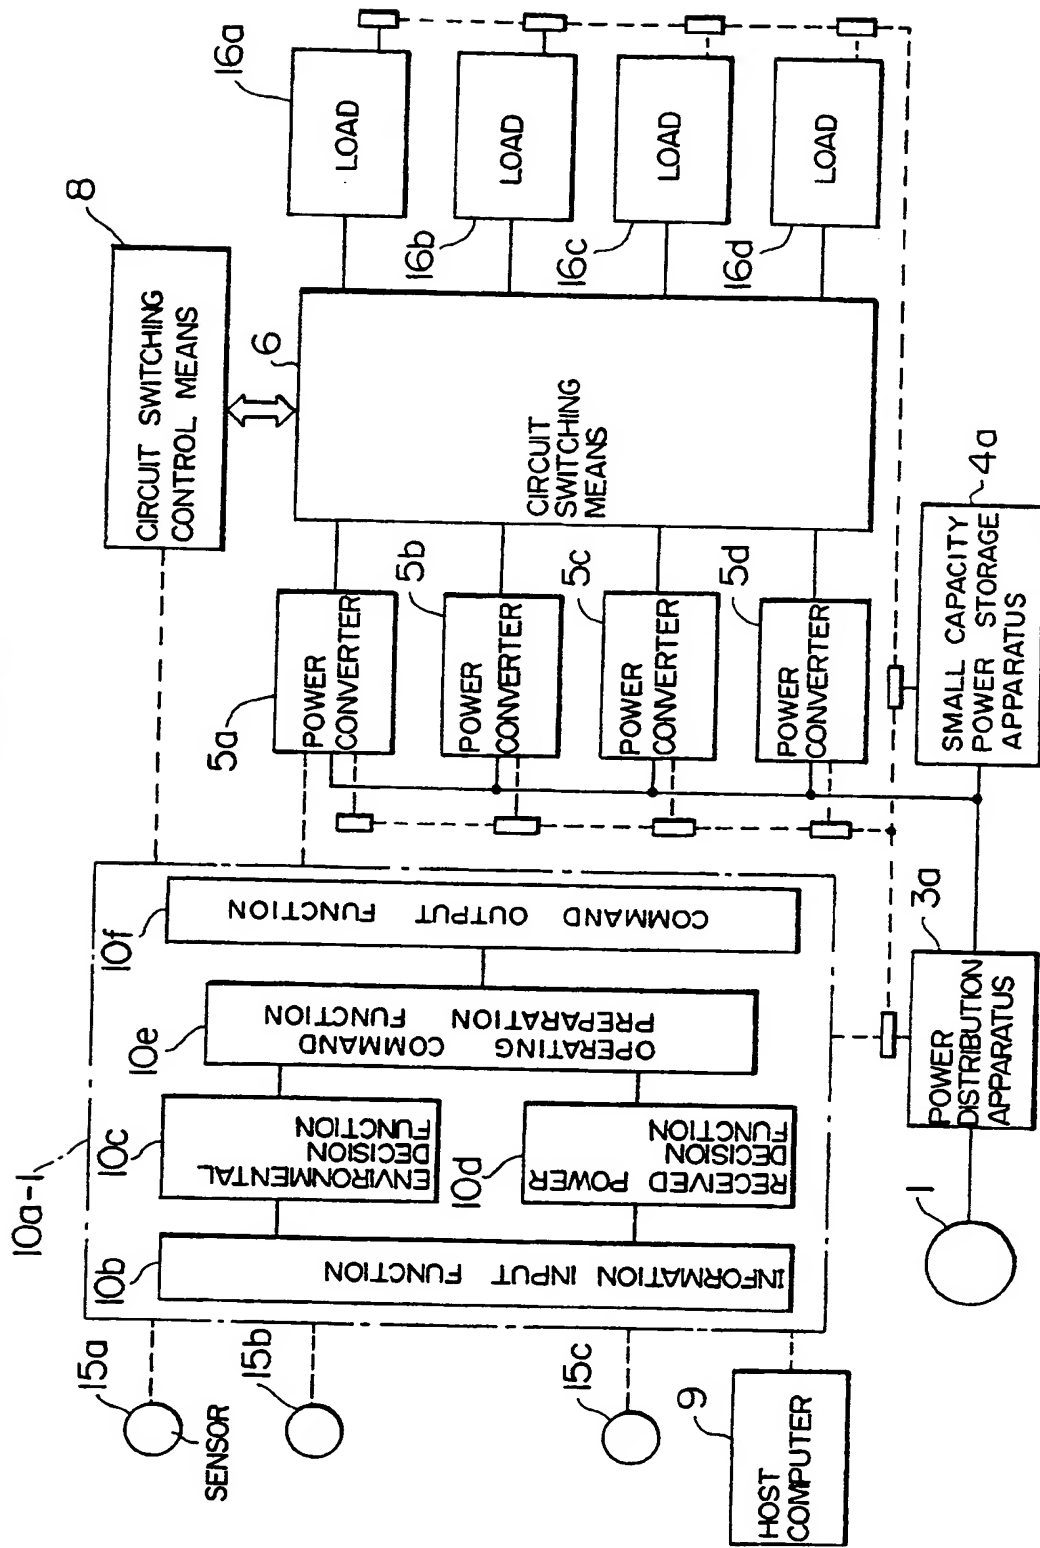 10a-1
15a
SENSOR
15b
15c
9
HOST
COMPUTER
10b
INFORMATION INPUT FUNCTION
10c
ENVIRONMENTAL
DECISION
FUNCTION
10d
RECEIVED POWER
DECISION
FUNCTION
10e
OPERATING COMMAND
PREPARATION FUNCTION
10f
COMMAND OUTPUT FUNCTION
1
3a
POWER
DISTRIBUTION
APPARATUS
4a
SMALL CAPACITY
POWER STORAGE
APPARATUS
5a
POWER
CONVERTER
5b
POWER
CONVERTER
5c
POWER
CONVERTER
5d
POWER
CONVERTER
8
CIRCUIT SWITCHING
CONTROL MEANS
6
CIRCUIT
SWITCHING
MEANS
16a
LOAD
16b
LOAD
16c
LOAD
16d
LOAD